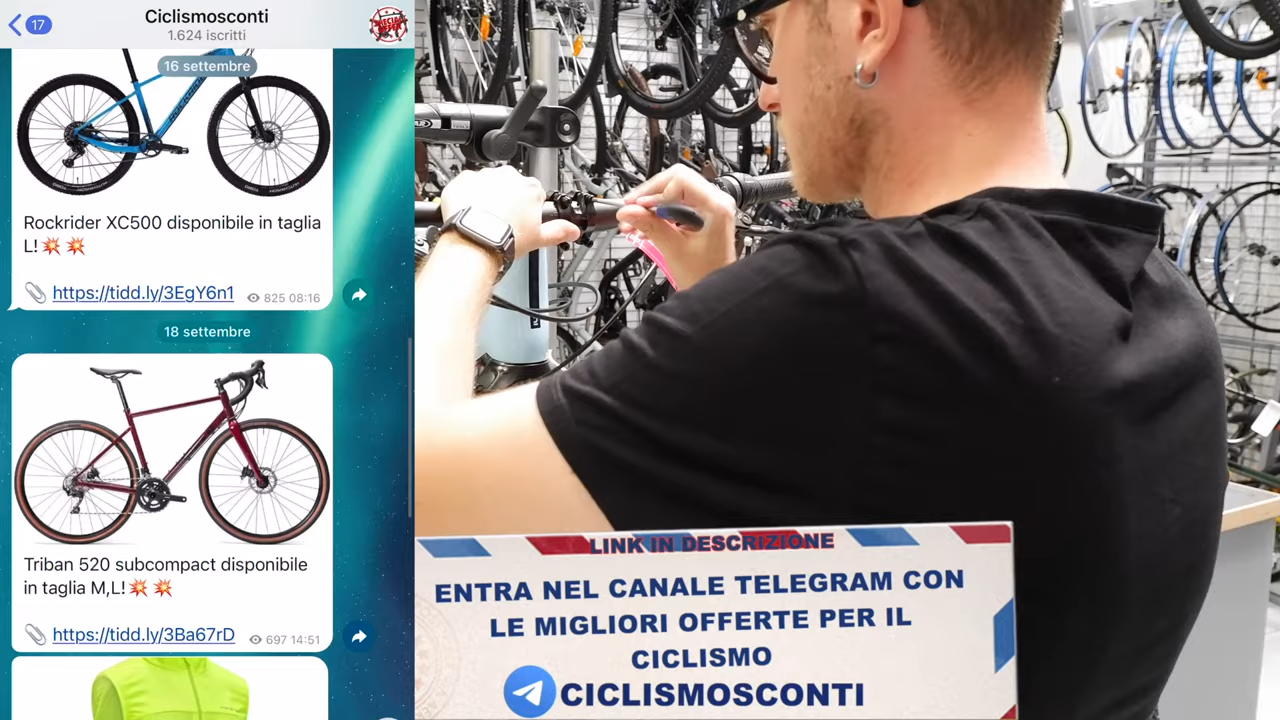 17
Ciclismosconti
1.624 iscritti
16 settembre
Rockrider XC500 disponibile in taglia
L!💥 💥
https://tidd.ly/3EgY6n1
825 08:16
18 settembre
Triban 520 subcompact disponibile
in taglia M,L!💥 💥
https://tidd.ly/3Ba67rD
697 14:51
LINK IN DESCRIZIONE
ENTRA NEL CANALE TELEGRAM CON
LE MIGLIORI OFFERTE PER IL
CICLISMO
CICLISMOSCONTI